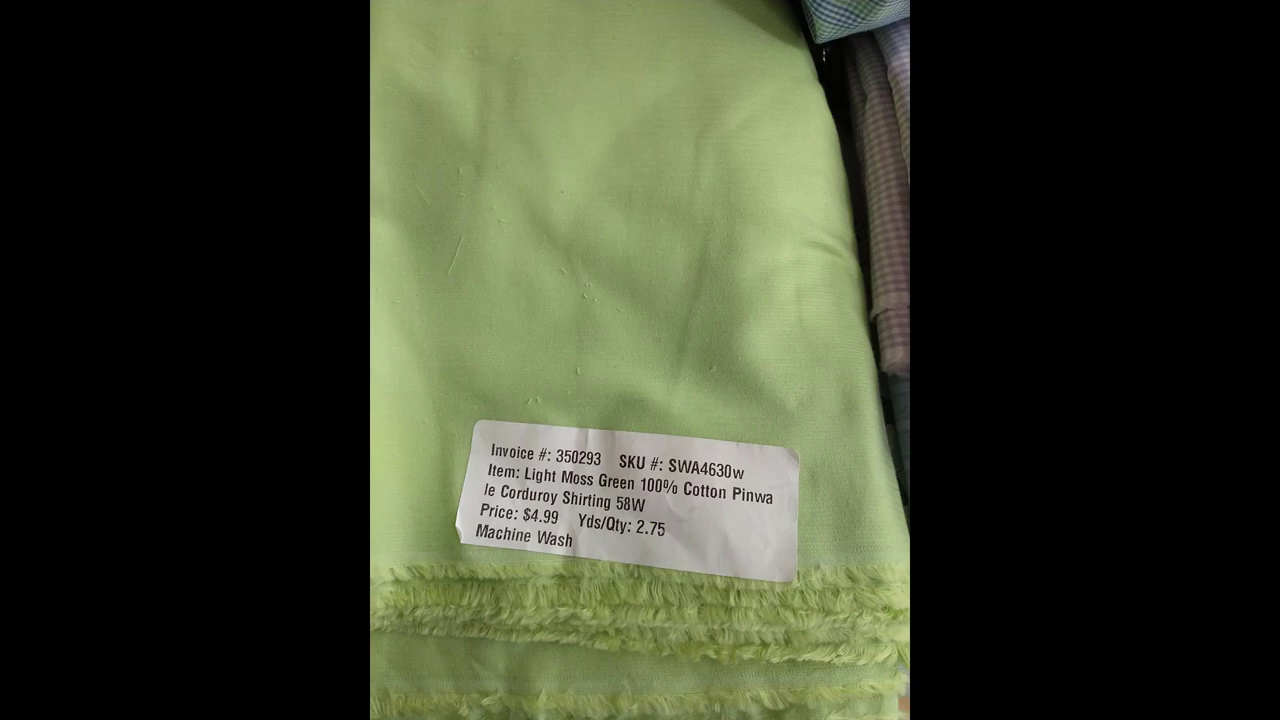 Invoice #: 350293 SKU #: SWA4630w
Item: Light Moss Green 100% Cotton Pinwa
le Corduroy Shirting 58W
Price: $4.99 Yds/Qty: 2.75
Machine Wash